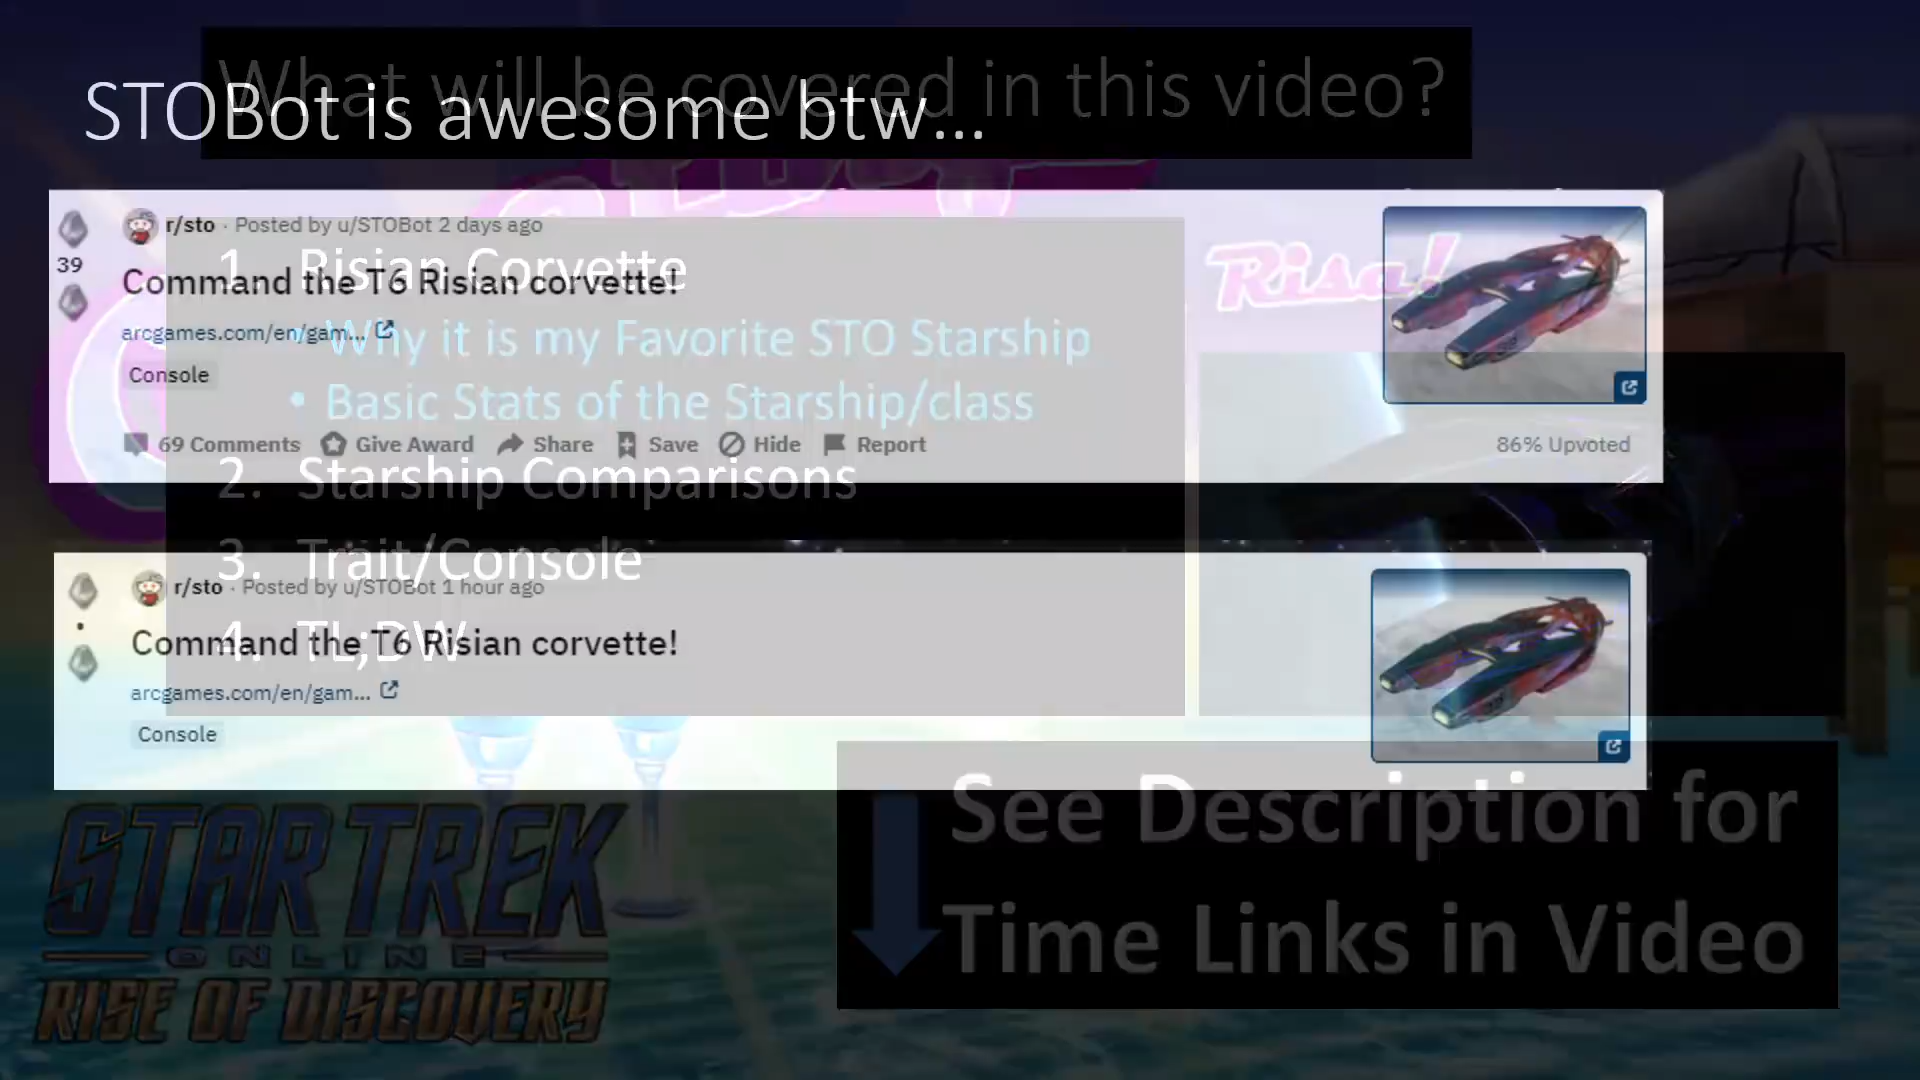 What will be covered in this video?
STOBot is awesome btw...
r/sto · Posted by u/STOBot 2 days ago
39
Command the T6 Risian corvette!
arcgames.com/en/gam...
Console
69 Comments Give Award Share Save Hide Report
86% Upvoted
Risa!
1. Risian Corvette
Why it is my Favorite STO Starship
• Basic Stats of the Starship/class
2. Starship Comparisons
3. Trait/Console
4. TL;DW
r/sto · Posted by u/STOBot 1 hour ago
•
Command the T6 Risian corvette!
arcgames.com/en/gam...
Console
See Description for
Time Links in Video
STAR TREK
ONLINE
RISE OF DISCOVERY